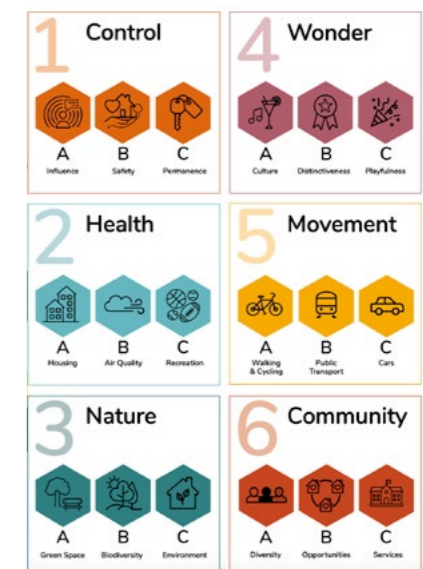 1 Control
A B C
Influence Safety Permanence
4 Wonder
A B C
Culture Distinctiveness Playfulness
2 Health
A B C
Housing Air Quality Recreation
5 Movement
A B C
Walking & Cycling Public Transport Cars
3 Nature
A B C
Green Space Biodiversity Environment
6 Community
A B C
Diversity Opportunities Services